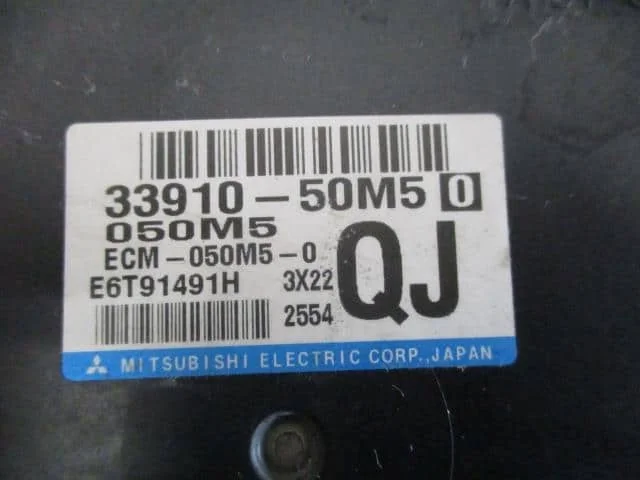 33910-50M5 0
050M5
ECM-050M5-0
E6T91491H 3X22
2554
QJ
MITSUBISHI ELECTRIC CORP., JAPAN